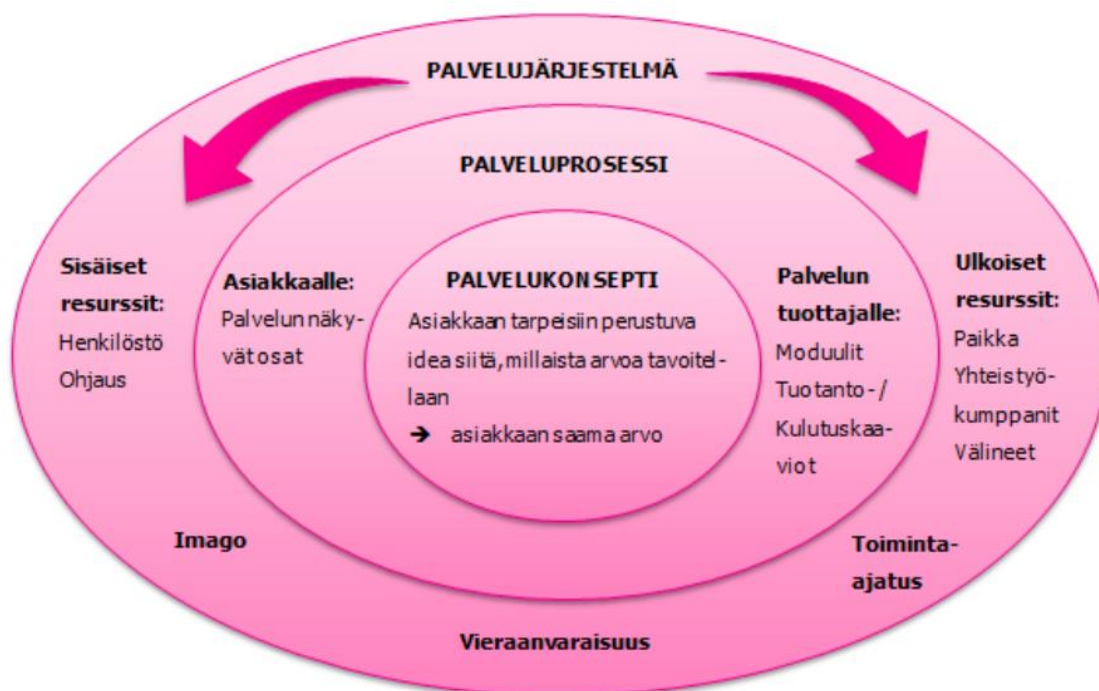 PALVELUJÄRJESTELMÄ
PALVELUPROSESSI
Sisäiset
resurssit:
Henkilöstö
Ohjaus
Asiakkaalle:
Palvelun näky-
vät osat
PALVELUKONSEPTI
Asiakkaan tarpeisiin perustuva
idea siitä, millaista arvoa tavoitel-
laan
➔ asiakkaan saama arvo
Palvelun
tuottajalle:
Moduulit
Tuotanto-/
Kulutuskaa-
viot
Ulkoiset
resurssit:
Paikka
Yhteistyö-
kumppanit
Välineet
Imago
Toiminta-
ajatus
Vieraanvaraisuus